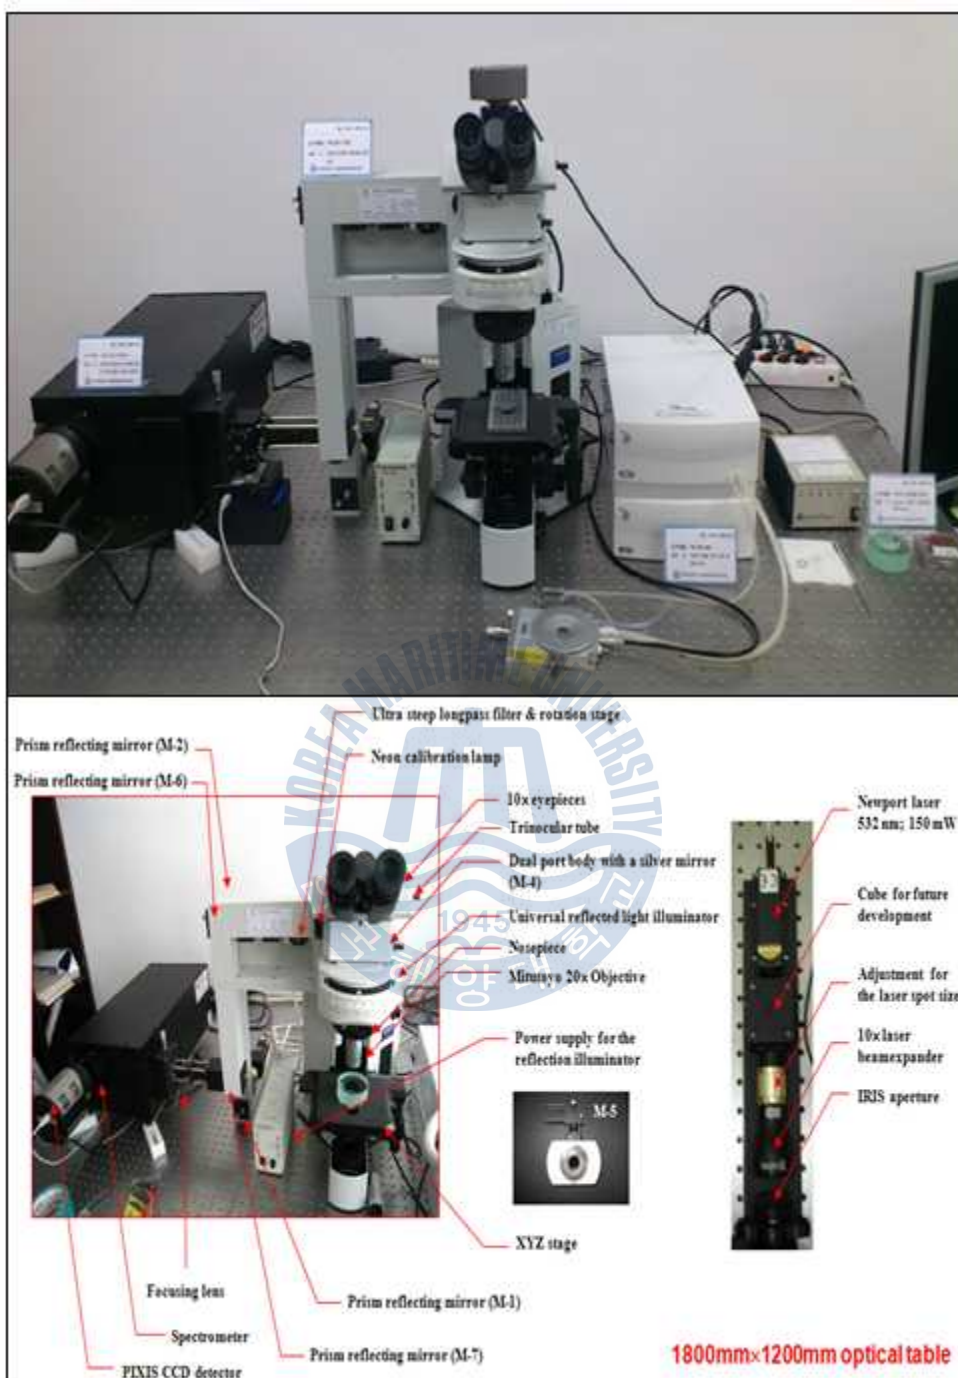 Ultra steep longpass filter & rotation stage
Prism reflecting mirror (M-2)
Neon calibration lamp
Prism reflecting mirror (M-6)
10x eyepieces
Trinocular tube
Dual port body with a silver mirror
(M-4)
Universal reflected light illuminator
Nosepiece
Mitutoyo 20x Objective
Power supply for the
reflection illuminator
M-5
XYZ stage
Newport laser
532 nm; 150 mW
Cube for future
development
Adjustment for
the laser spot size
10x laser
beamexpander
IRIS aperture
Focusing lens
Prism reflecting mirror (M-1)
Spectrometer
Prism reflecting mirror (M-7)
PIXIS CCD detector
1800mm×1200mm optical table
KOREA MARITIME UNIVERSITY
1945